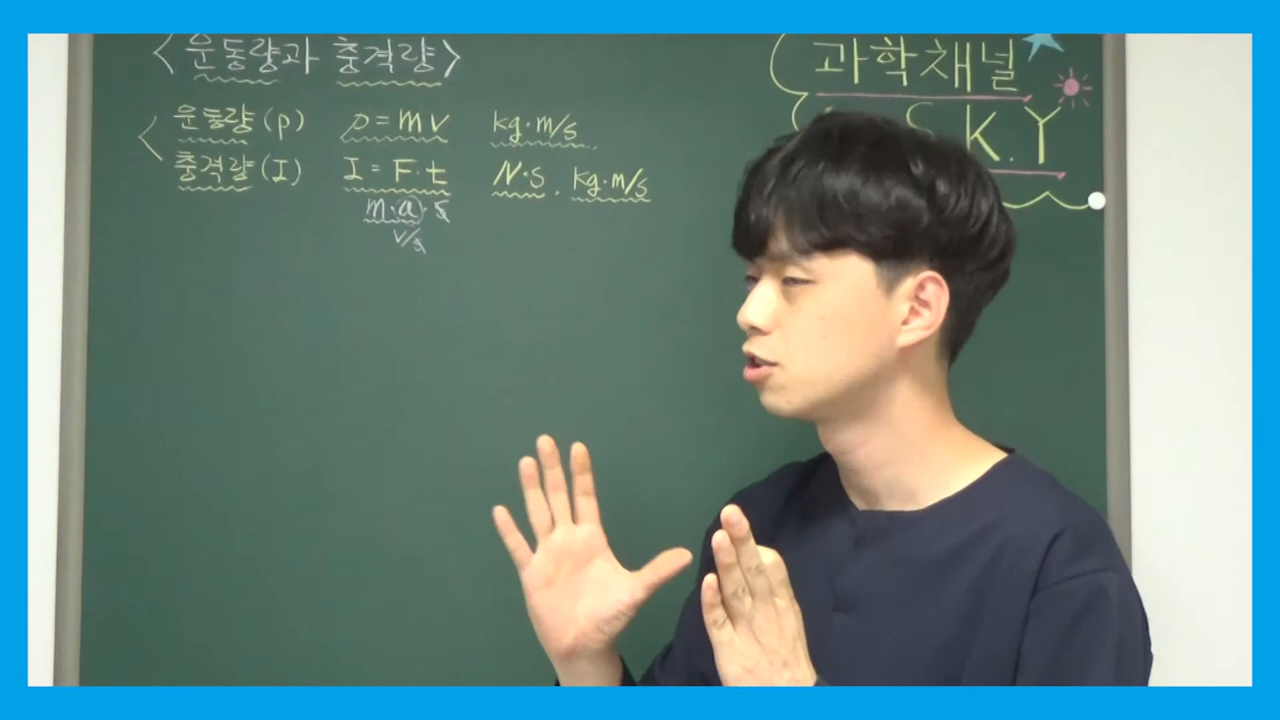 <운동량과 충격량>
운동량(p) p=mv kg·m/s
충격량(I) I=F·t N·s. kg·m/s
m·a·s
v/s
과학채널
S.K.Y